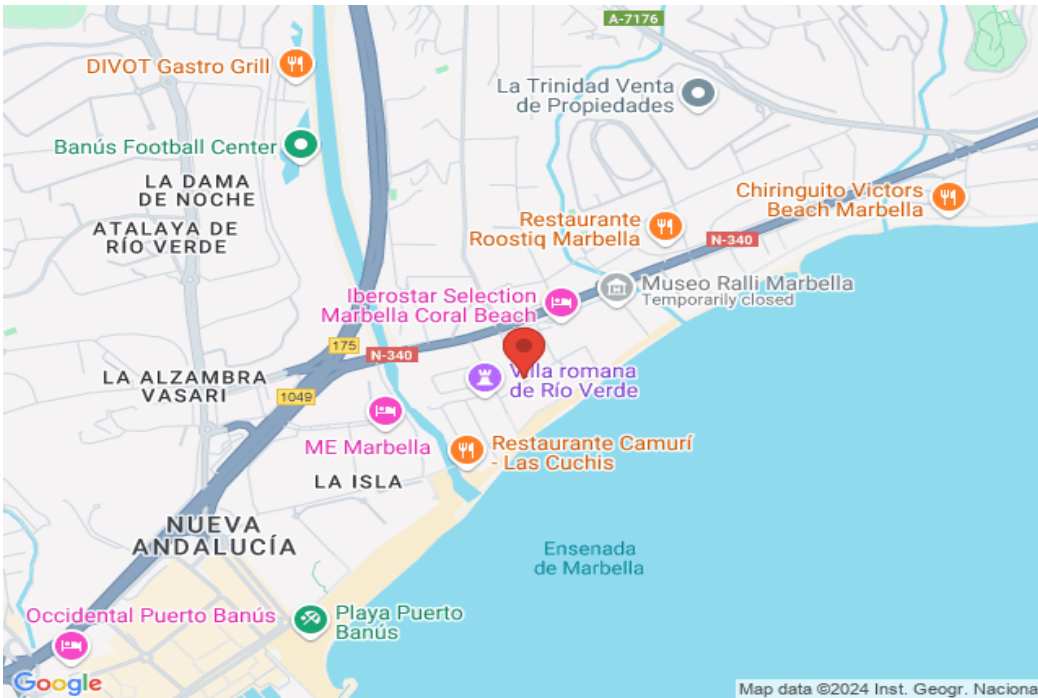 A-7176
DIVOT Gastro Grill
La Trinidad Venta
de Propiedades
Banús Football Center
LA DAMA
DE NOCHE
Chiringuito Victors
Beach Marbella
ATALAYA DE
RÍO VERDE
Restaurante
Roostiq Marbella
N-340
Museo Ralli Marbella
Temporarily closed
Iberostar Selection
Marbella Coral Beach
175
N-340
LA ALZAMBRA
VASARI
Villa romana
de Río Verde
1049
ME Marbella
Restaurante Camurí
- Las Cuchis
LA ISLA
NUEVA
ANDALUCÍA
Ensenada
de Marbella
Occidental Puerto Banús
Playa Puerto
Banús
Google
Map data ©2024 Inst. Geogr. Naciona